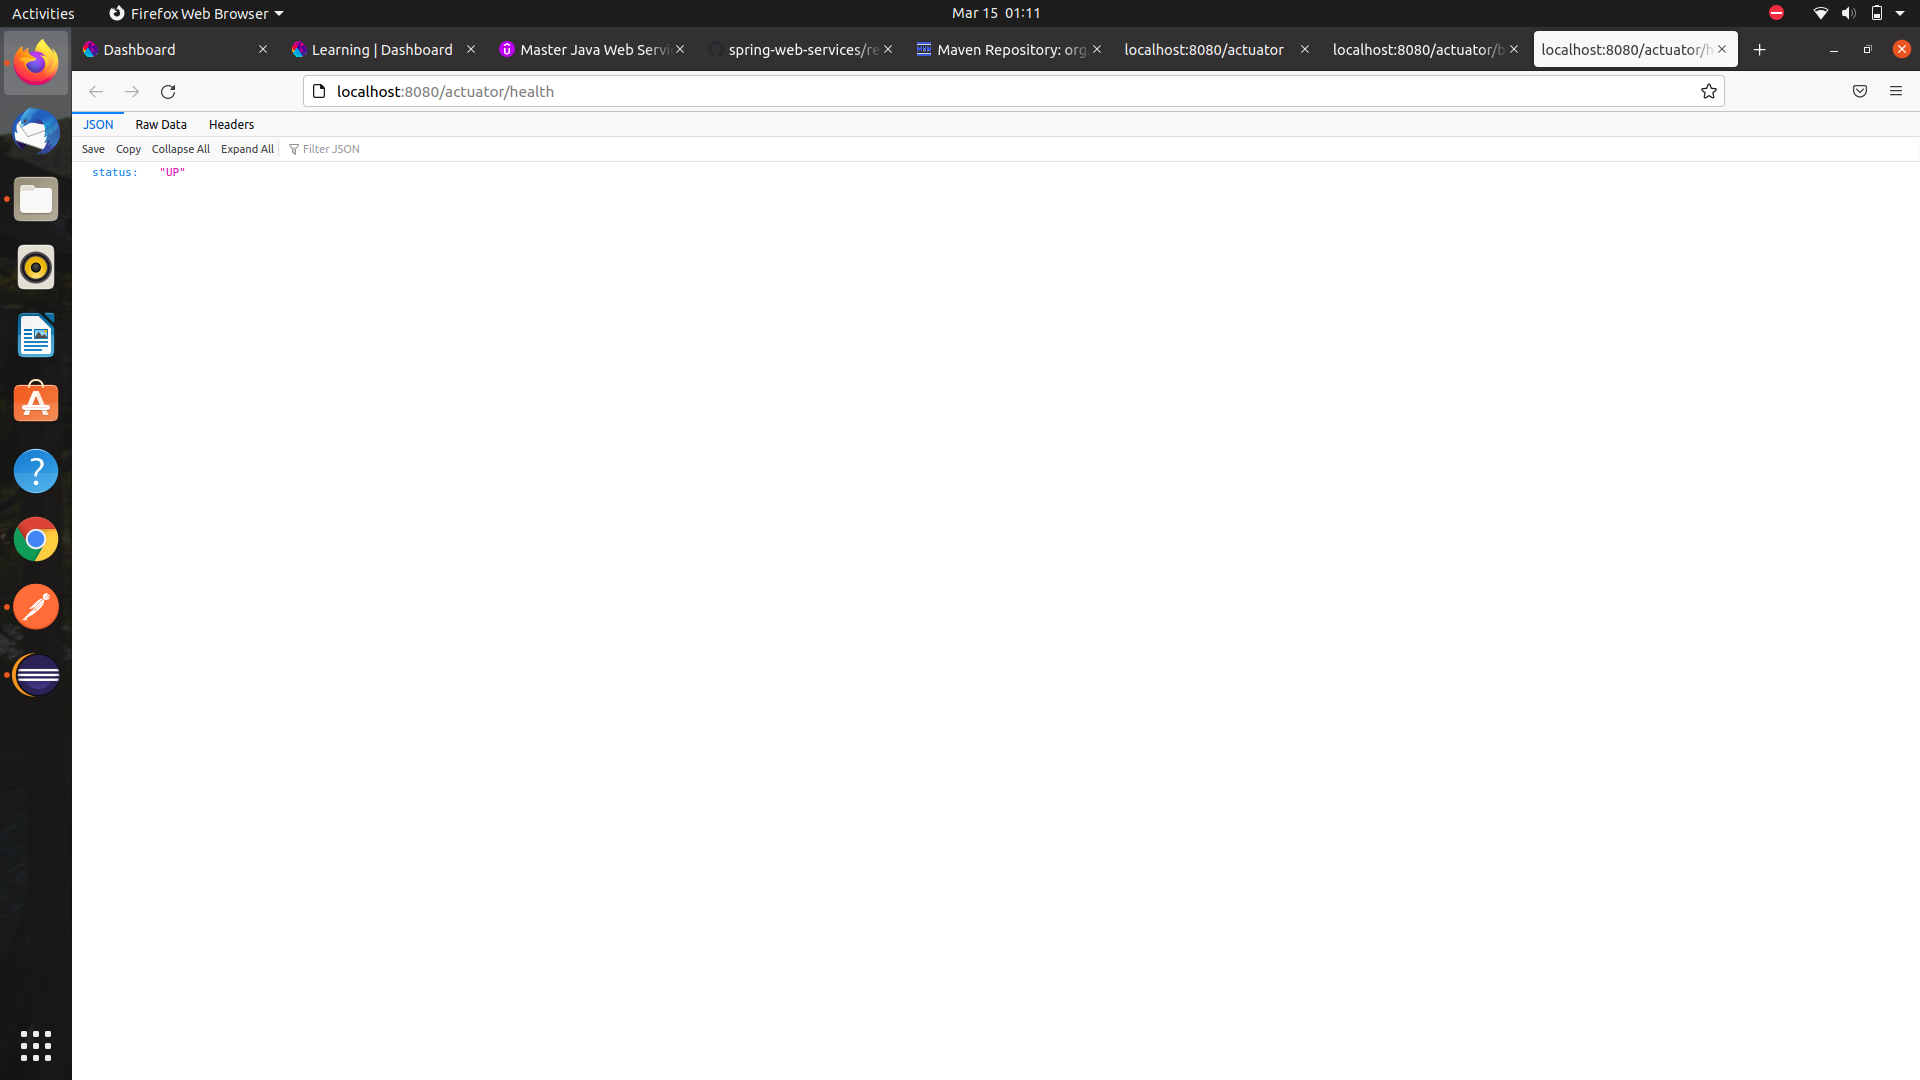 Activities Firefox Web Browser Mar 15 01:11
Dashboard Learning | Dashboard Master Java Web Servi spring-web-services/re Maven Repository: org localhost:8080/actuator localhost:8080/actuator/b localhost:8080/actuator/h
localhost:8080/actuator/health
JSON Raw Data Headers
Save Copy Collapse All Expand All Filter JSON
status: "UP"